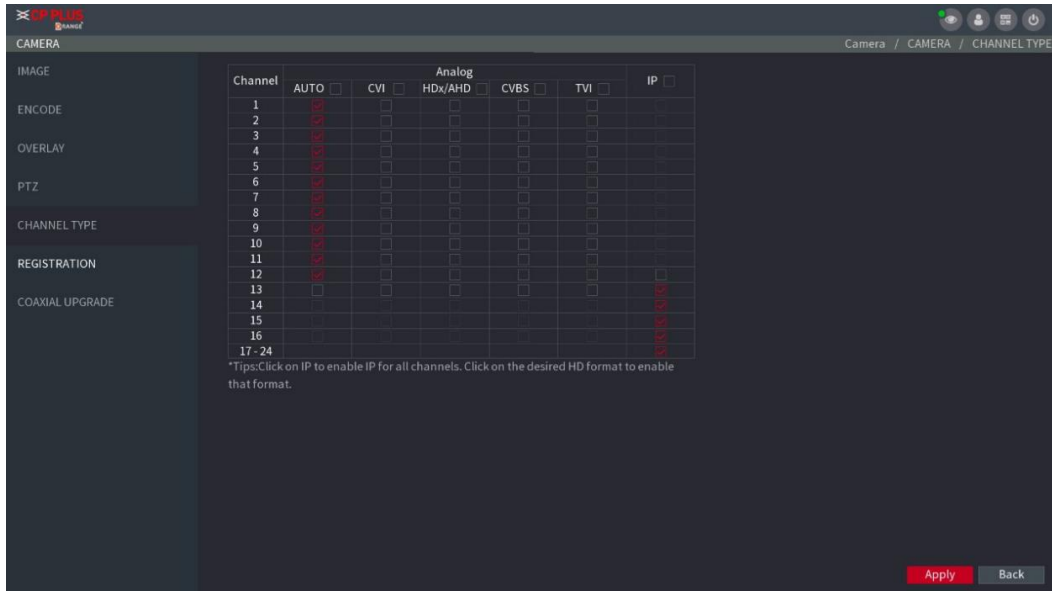 CP PLUS
ORANGE
CAMERA
Camera / CAMERA / CHANNEL TYPE
IMAGE
ENCODE
OVERLAY
PTZ
CHANNEL TYPE
REGISTRATION
COAXIAL UPGRADE
Channel Analog IP
AUTO CVI HDx/AHD CVBS TVI
1
2
3
4
5
6
7
8
9
10
11
12
13
14
15
16
17 - 24
*Tips:Click on IP to enable IP for all channels. Click on the desired HD format to enable
that format.
Apply Back